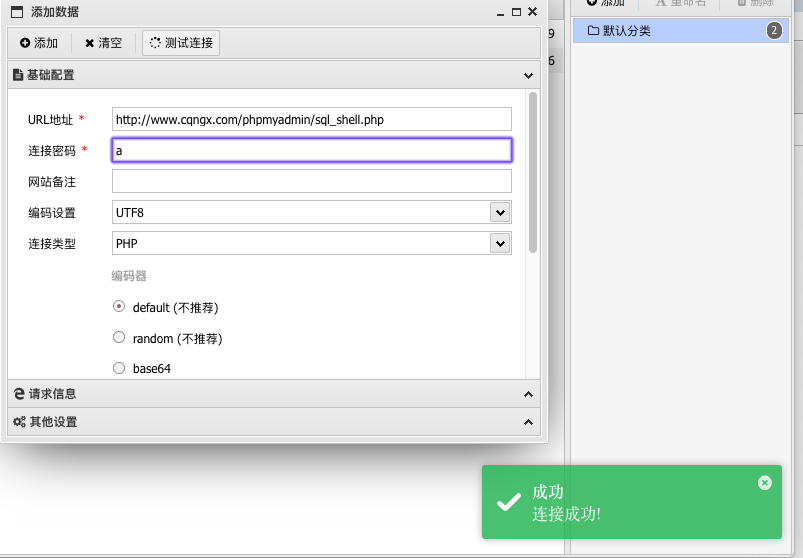 添加数据
添加 清空 测试连接
基础配置
URL地址 * http://www.cqngx.com/phpmyadmin/sql_shell.php
连接密码 * a
网站备注
编码设置 UTF8
连接类型 PHP
编码器
default (不推荐)
random (不推荐)
base64
请求信息
其他设置
9
6
添加 重命名 删除
默认分类 2
成功
连接成功!